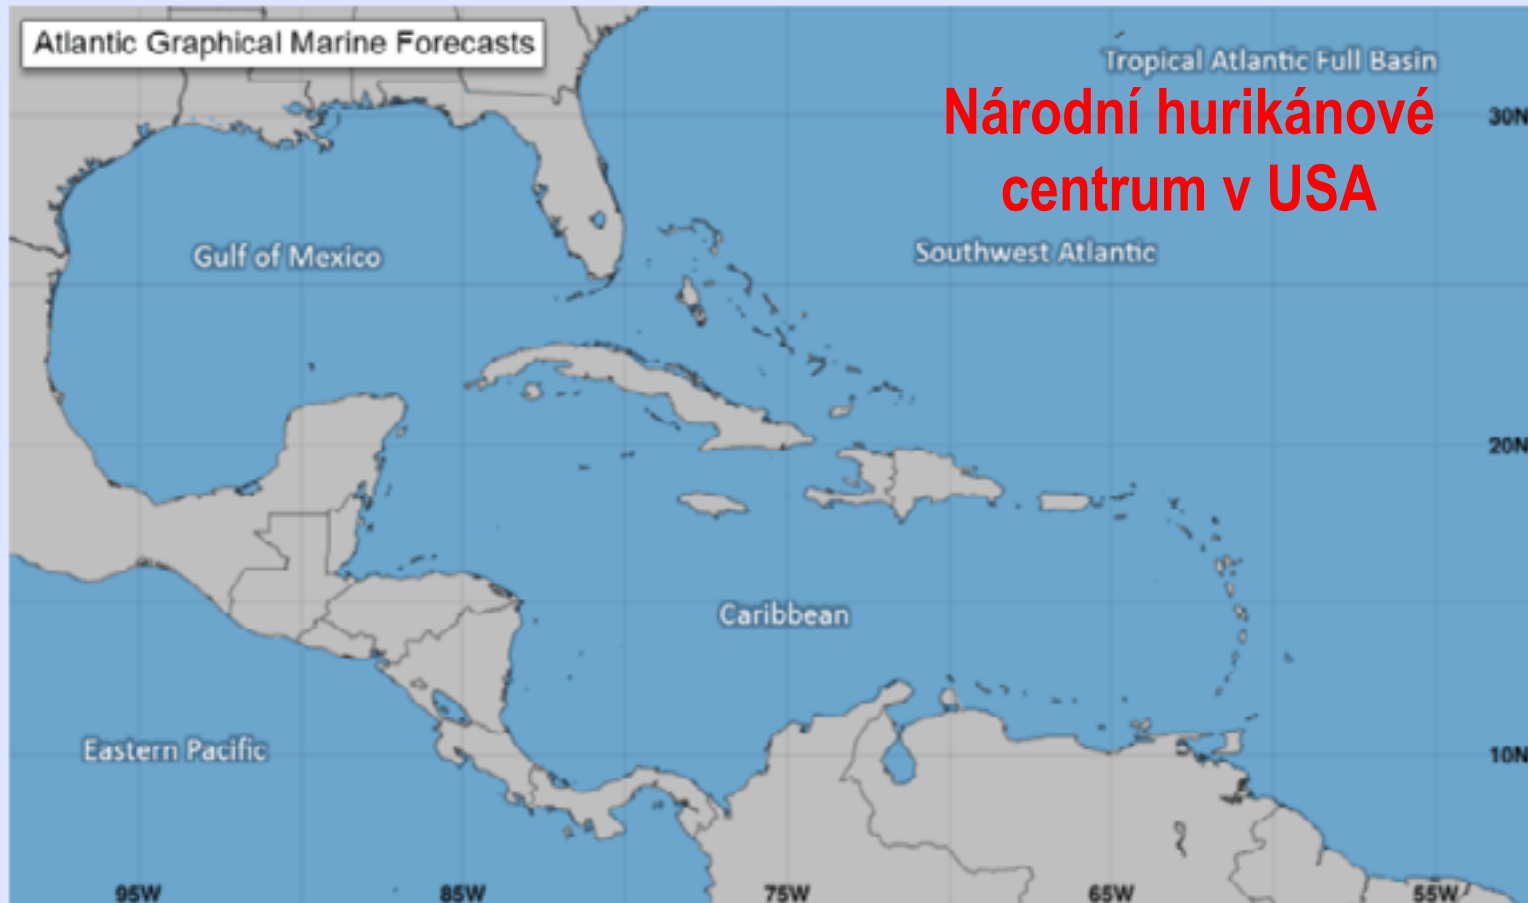 Atlantic Graphical Marine Forecasts
Tropical Atlantic Full Basin
Národní hurikánové
centrum v USA
30N
Gulf of Mexico
Southwest Atlantic
20N
Caribbean
Eastern Pacific
10N
95W
85W
75W
65W
55W